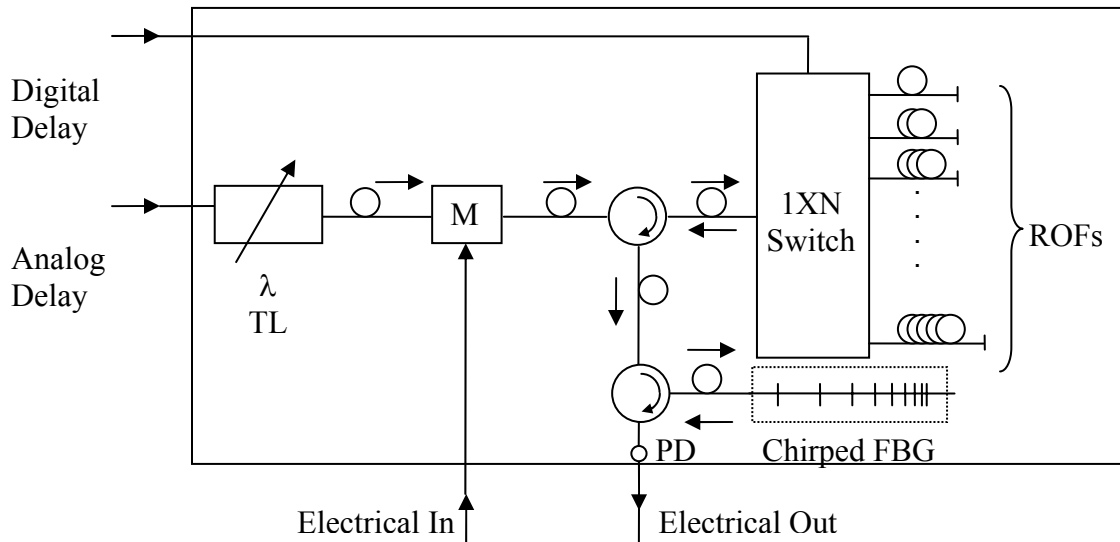 Digital
Delay
Analog
Delay
λ
TL
M
1XN
Switch
ROFs
PD
Chirped FBG
Electrical In
Electrical Out